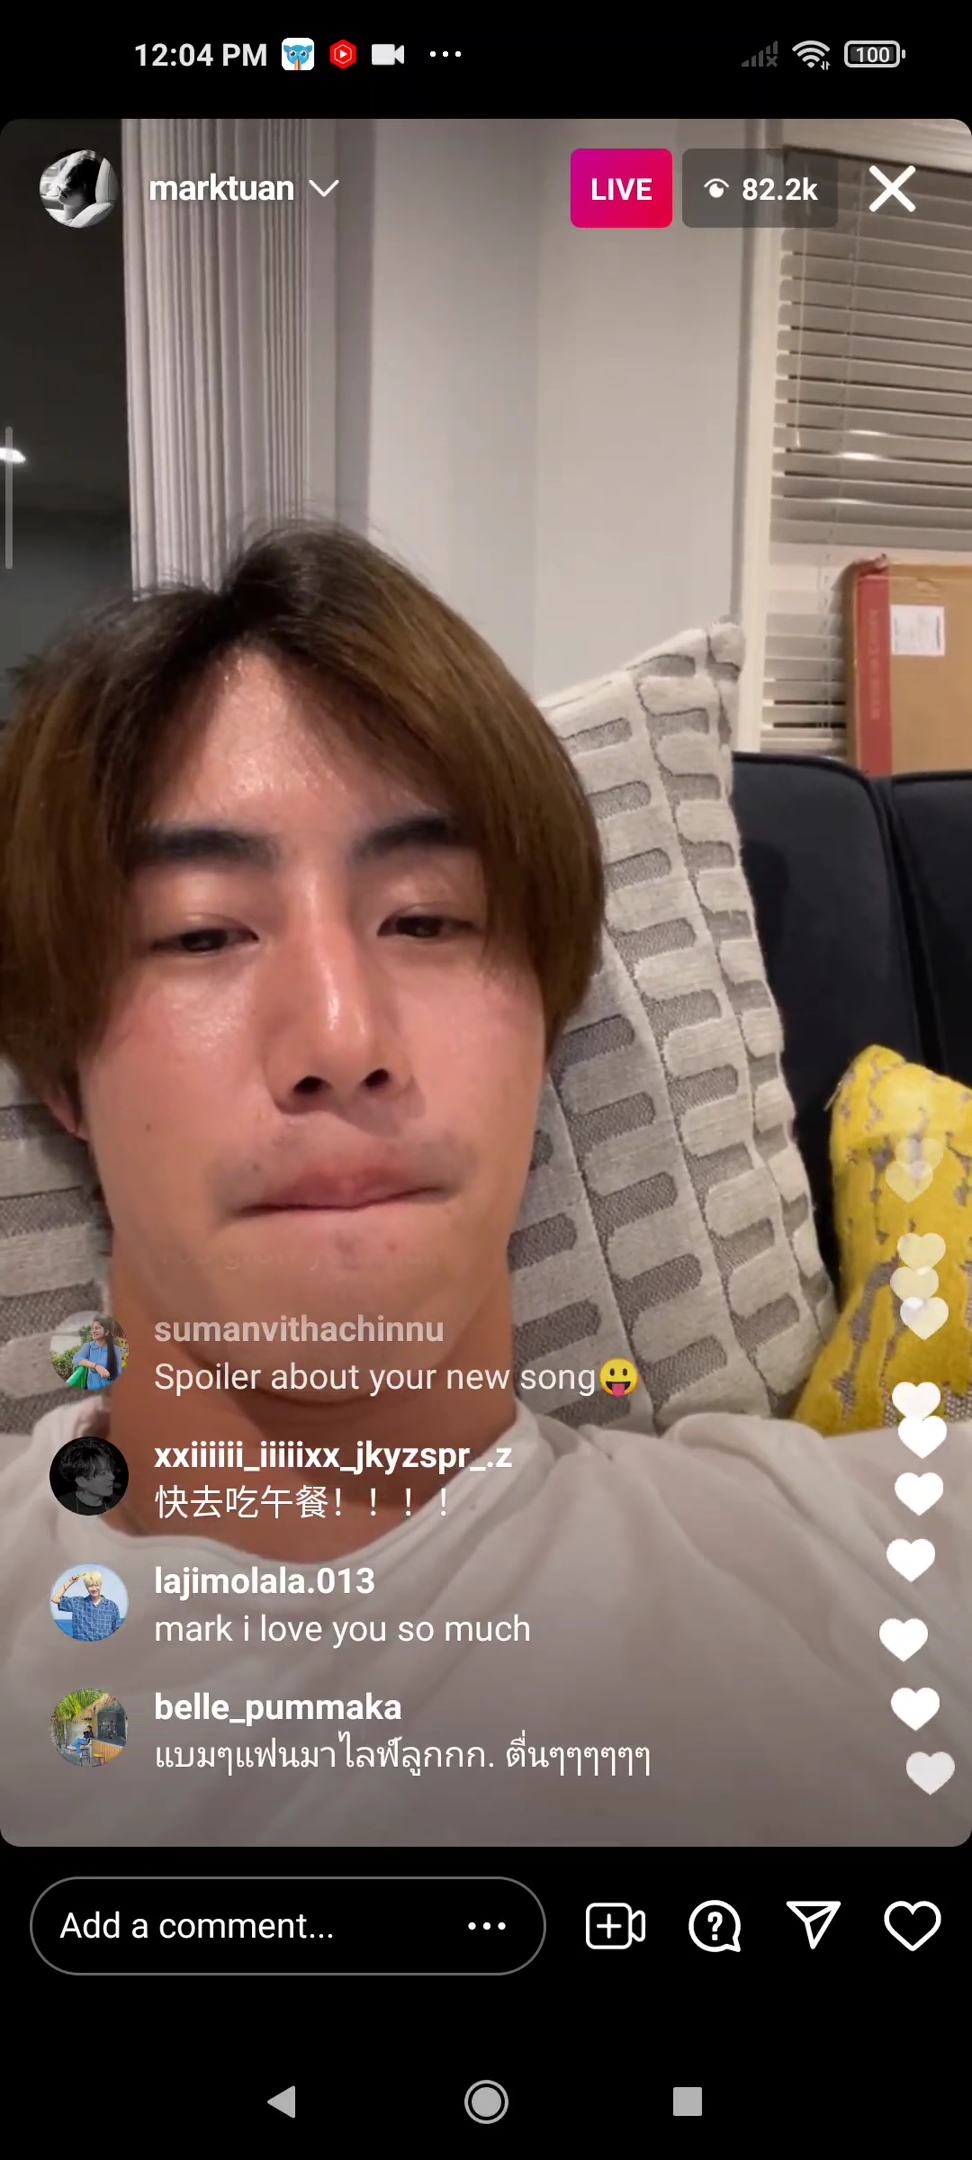 12:04 PM
100
marktuan
LIVE
82.2k
sumanvithachinnu
Spoiler about your new song😛
xxiiiiii_iiiiixx_jkyzspr_.z
快去吃午餐！！！！
lajimolala.013
mark i love you so much
belle_pummaka
แบมๆแฟนมาไลฟ์ลูกกก. ตื่นๆๆๆๆๆๆ
Add a comment...